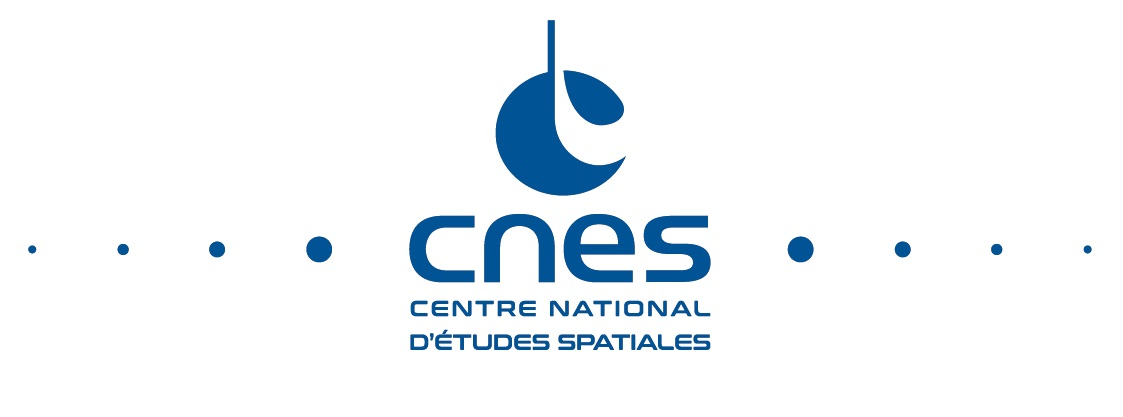 cnes
CENTRE NATIONAL
D'ÉTUDES SPATIALES